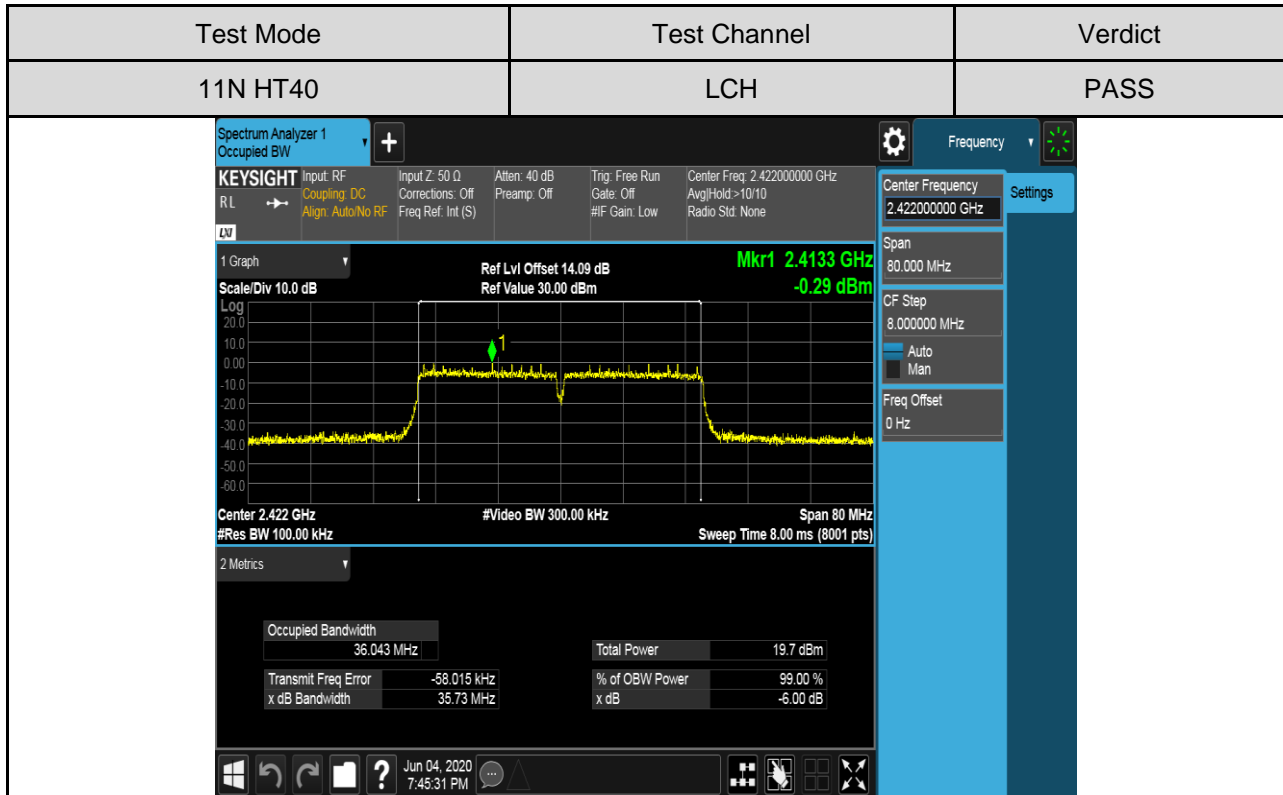 Test Mode Test Channel Verdict
11N HT40 LCH PASS
Spectrum Analyzer 1
Occupied BW
+
Frequency
KEYSIGHT Input: RF Input Z: 50 Ω Atten: 40 dB Trig: Free Run Center Freq: 2.422000000 GHz
Coupling: DC Corrections: Off Preamp: Off Gate: Off Avg|Hold:>10/10
RL Align: Auto/No RF Freq Ref: Int (S) #IF Gain: Low Radio Std: None
LXI
Center Frequency
2.422000000 GHz
Settings
Span
80.000 MHz
CF Step
8.000000 MHz
Auto
Man
Freq Offset
0 Hz
1 Graph
Ref Lvl Offset 14.09 dB
Mkr1 2.4133 GHz
Scale/Div 10.0 dB Ref Value 30.00 dBm -0.29 dBm
Log
20.0
10.0
1
0.00
-10.0
-20.0
-30.0
-40.0
-50.0
-60.0
Center 2.422 GHz #Video BW 300.00 kHz Span 80 MHz
#Res BW 100.00 kHz Sweep Time 8.00 ms (8001 pts)
2 Metrics
Occupied Bandwidth
36.043 MHz Total Power 19.7 dBm
Transmit Freq Error -58.015 kHz % of OBW Power 99.00 %
x dB Bandwidth 35.73 MHz x dB -6.00 dB
?
Jun 04, 2020
7:45:31 PM